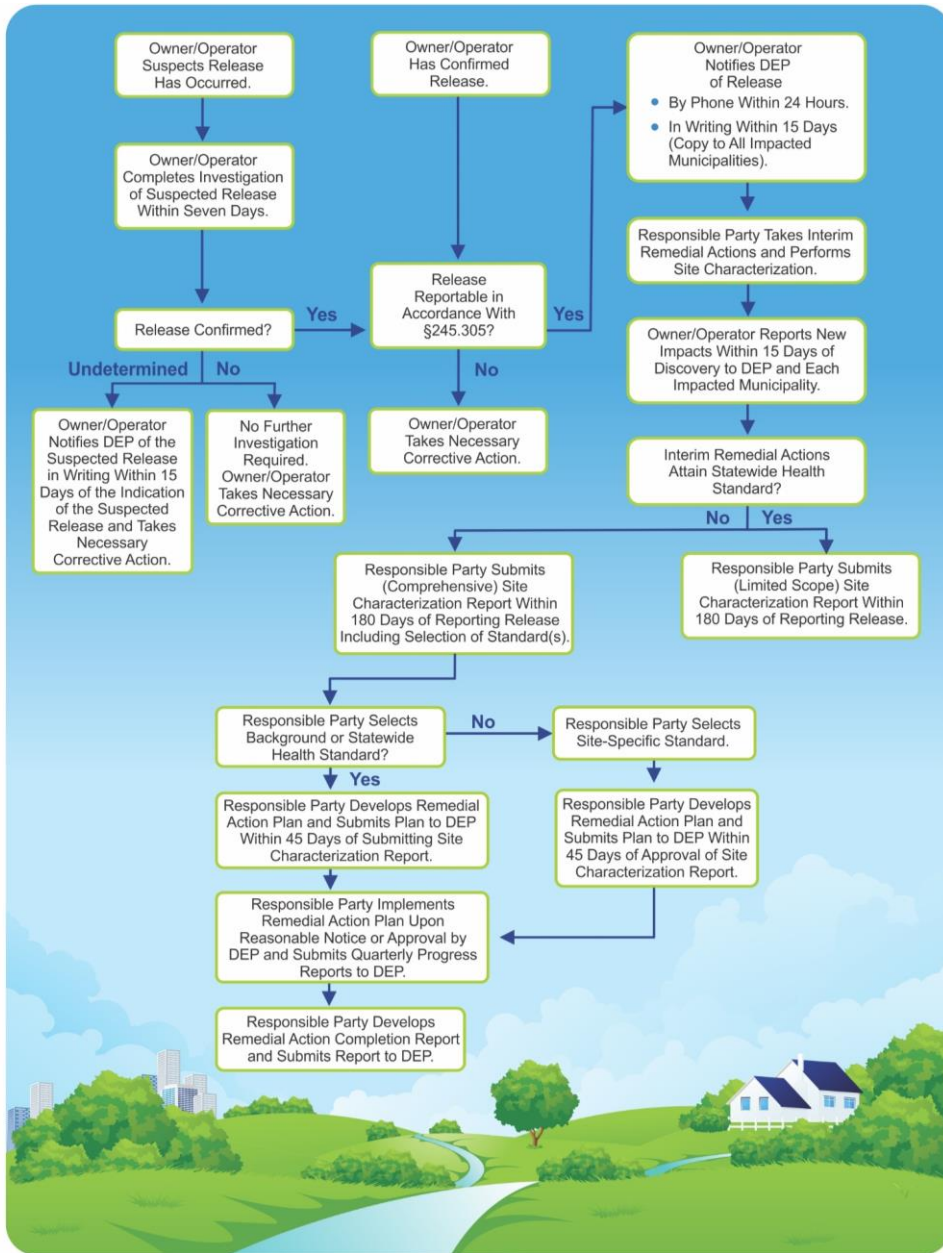 Owner/Operator
Suspects Release
Has Occurred.
Owner/Operator
Has Confirmed
Release.
Owner/Operator
Notifies DEP
of Release
• By Phone Within 24 Hours.
• In Writing Within 15 Days
(Copy to All Impacted
Municipalities).
Owner/Operator
Completes Investigation
of Suspected Release
Within Seven Days.
Responsible Party Takes Interim
Remedial Actions and Performs
Site Characterization.
Release Confirmed?
Yes
Release
Reportable in
Accordance With
§245.305?
Yes
Owner/Operator Reports New
Impacts Within 15 Days of
Discovery to DEP and Each
Impacted Municipality.
Undetermined
No
No
Owner/Operator
Notifies DEP of the
Suspected Release
in Writing Within 15
Days of the Indication
of the Suspected
Release and Takes
Necessary
Corrective Action.
No Further
Investigation
Required.
Owner/Operator
Takes Necessary
Corrective Action.
Owner/Operator
Takes Necessary
Corrective Action.
Interim Remedial Actions
Attain Statewide Health
Standard?
No
Yes
Responsible Party Submits
(Comprehensive) Site
Characterization Report Within
180 Days of Reporting Release
Including Selection of Standard(s).
Responsible Party Submits
(Limited Scope) Site
Characterization Report Within
180 Days of Reporting Release.
Responsible Party Selects
Background or Statewide
Health Standard?
No
Responsible Party Selects
Site-Specific Standard.
Yes
Responsible Party Develops Remedial
Action Plan and Submits Plan to DEP
Within 45 Days of Submitting Site
Characterization Report.
Responsible Party Develops
Remedial Action Plan and
Submits Plan to DEP Within
45 Days of Approval of Site
Characterization Report.
Responsible Party Implements
Remedial Action Plan Upon
Reasonable Notice or Approval by
DEP and Submits Quarterly Progress
Reports to DEP.
Responsible Party Develops
Remedial Action Completion Report
and Submits Report to DEP.